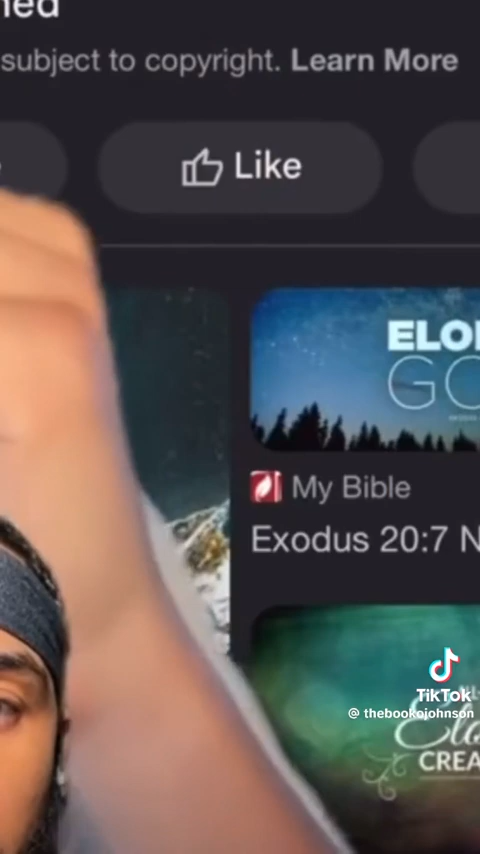 subject to copyright. Learn More
Like
ELO
GO
My Bible
Exodus 20:7 N
TikTok
@ thebookojohnson
CREA